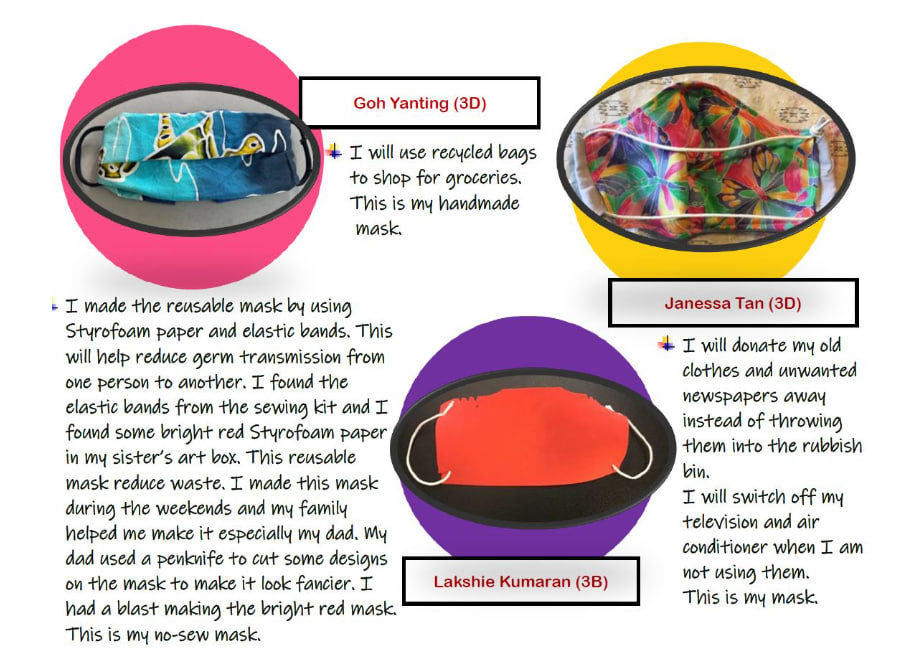 Goh Yanting (3D)
I will use recycled bags
to shop for groceries.
This is my handmade
mask.
Janessa Tan (3D)
I will donate my old
clothes and unwanted
newspapers away
instead of throwing
them into the rubbish
bin.
I will switch off my
television and air
conditioner when I am
not using them.
This is my mask.
I made the reusable mask by using
Styrofoam paper and elastic bands. This
will help reduce germ transmission from
one person to another. I found the
elastic bands from the sewing kit and I
found some bright red Styrofoam paper
in my sister's art box. This reusable
mask reduce waste. I made this mask
during the weekends and my family
helped me make it especially my dad. My
dad used a penknife to cut some designs
on the mask to make it look fancier. I
had a blast making the bright red mask.
This is my no-sew mask.
Lakshie Kumaran (3B)